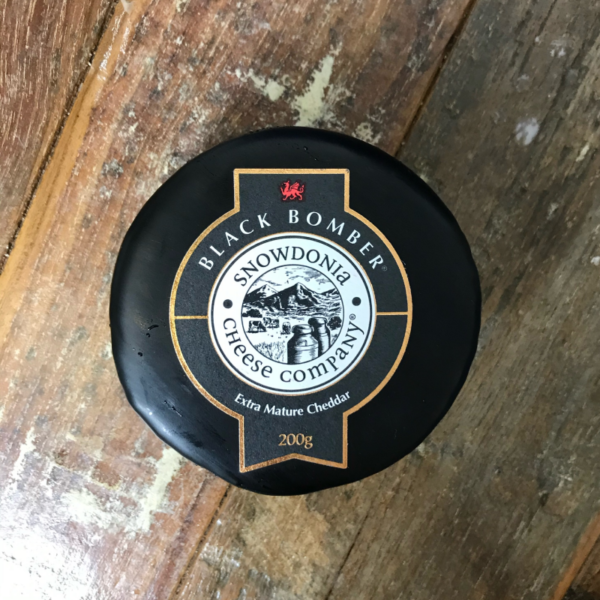 BLACK BOMBER®
SNOWDONIa
CHeese COMPaNY®
Extra Mature Cheddar
200g